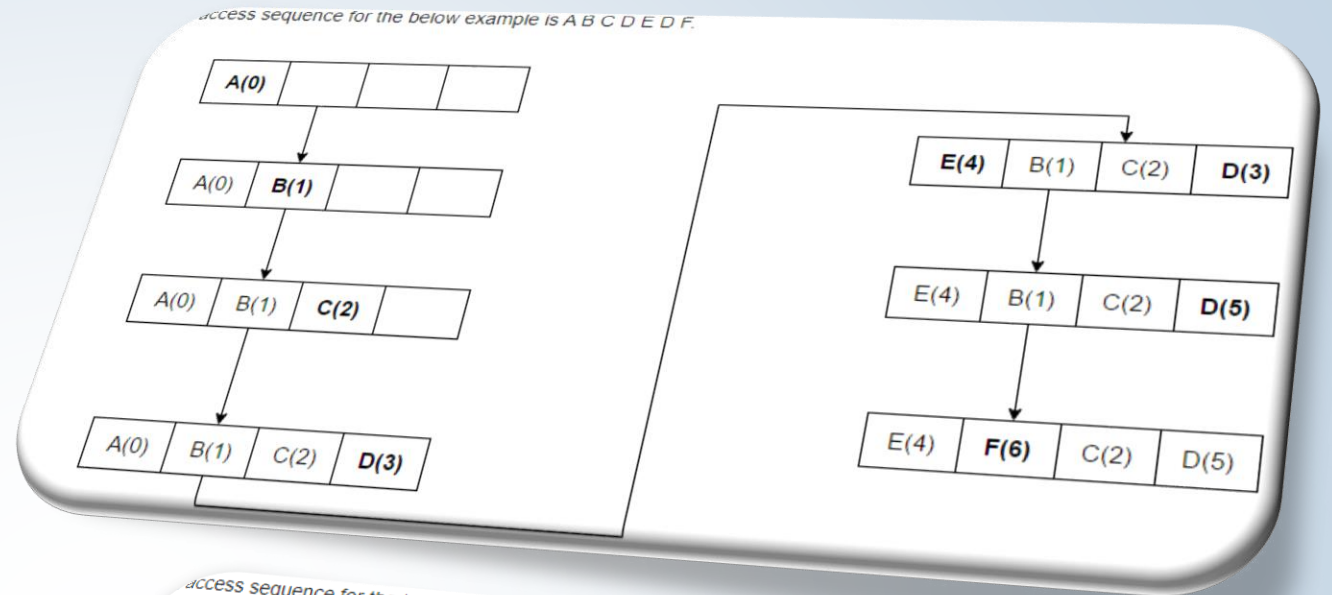 access sequence for the below example is A B C D E D F.
A(0)
A(0) B(1)
A(0) B(1) C(2)
A(0) B(1) C(2) D(3)
E(4) B(1) C(2) D(3)
E(4) B(1) C(2) D(5)
E(4) F(6) C(2) D(5)
access sequence for the